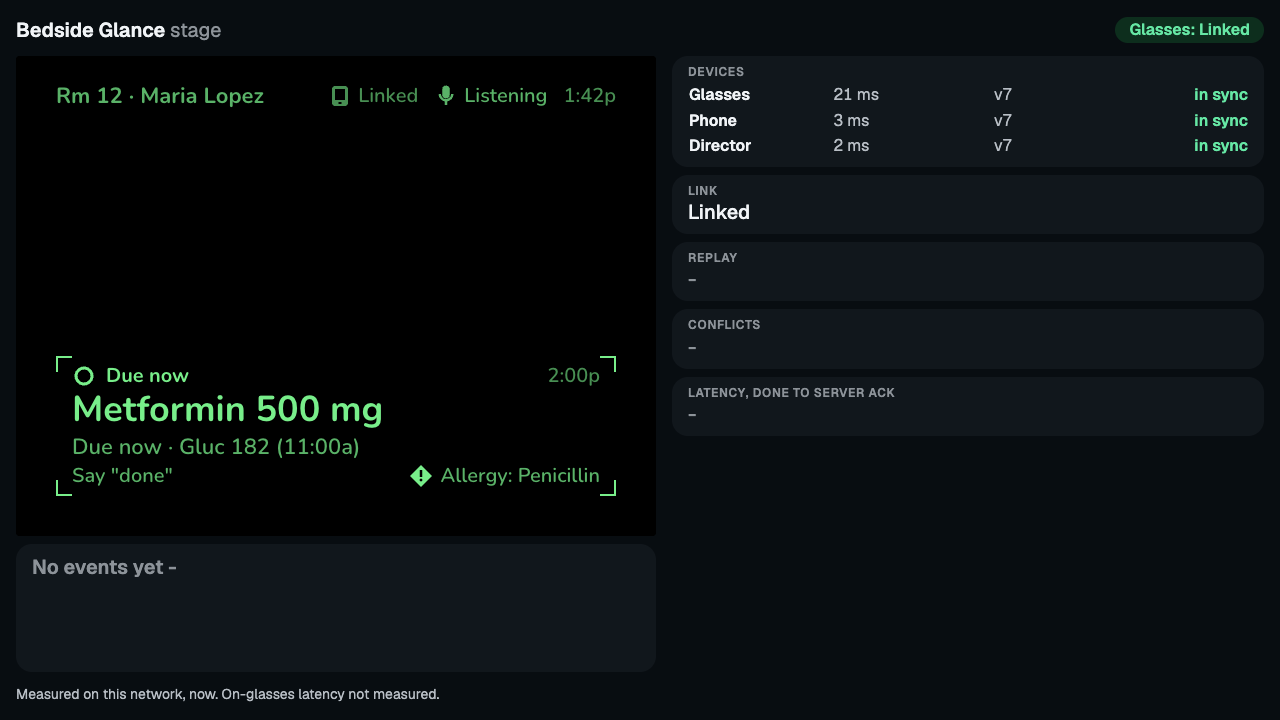 Bedside Glance stage
Glasses: Linked
Rm 12 · Maria Lopez
Linked
Listening
1:42p
Due now
2:00p
Metformin 500 mg
Due now · Gluc 182 (11:00a)
Say "done"
Allergy: Penicillin
No events yet -
DEVICES
Glasses 21 ms v7 in sync
Phone 3 ms v7 in sync
Director 2 ms v7 in sync
LINK
Linked
REPLAY
–
CONFLICTS
–
LATENCY, DONE TO SERVER ACK
–
Measured on this network, now. On-glasses latency not measured.